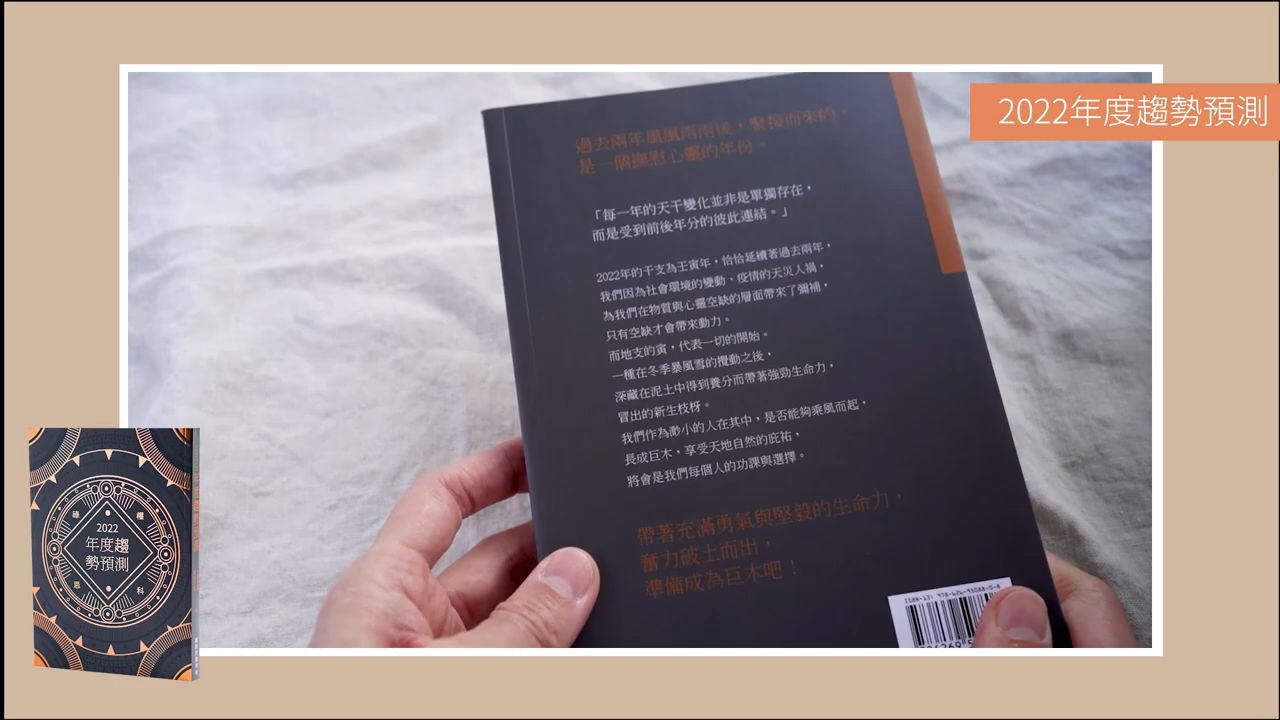 2022年度趨勢預測
過去兩年風風雨雨後，緊接而來的，
是一個撫慰心靈的年份。
「每一年的天干變化並非是單獨存在，
而是受到前後年分的彼此連結。」
2022年的干支為壬寅年，恰恰延續著過去兩年，
我們因為社會環境的變動、疫情的天災人禍，
為我們在物質與心靈空缺的層面帶來了彌補，
只有空缺才會帶來動力。
而地支的寅，代表一切的開始。
一種在冬季暴風雪的攪動之後，
深藏在泥土中得到養分而帶著強勁生命力，
冒出的新生枝枒。
我們作為渺小的人在其中，是否能夠乘風而起，
長成巨木，享受天地自然的庇祐，
將會是我們每個人的功課與選擇。
帶著充滿勇氣與堅毅的生命力，
奮力破土而出，
準備成為巨木吧！
2022
年度趨
勢預測
思 科